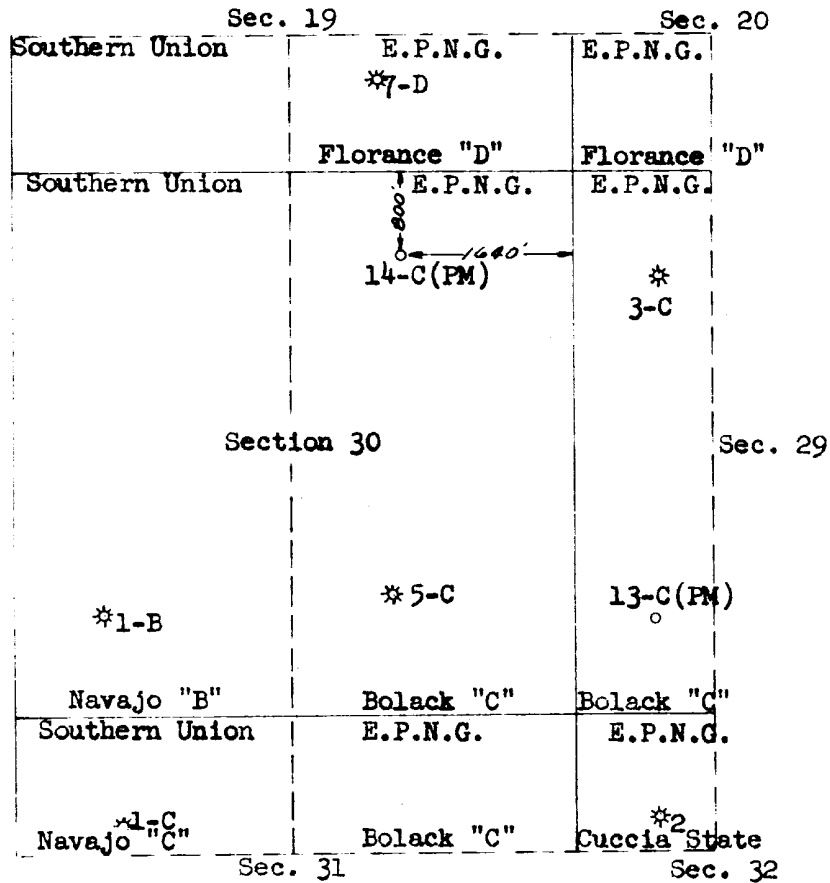 Sec. 19 Sec. 20
Southern Union E.P.N.G. E.P.N.G.
7-D
Florance "D" Florance "D"
Southern Union E.P.N.G. E.P.N.G.
800'
1640'
14-C(PM)
3-C
Section 30 Sec. 29
5-C 13-C(PM)
1-B
Navajo "B" Bolack "C" Bolack "C"
Southern Union E.P.N.G. E.P.N.G.
1-C 2
Navajo "C" Bolack "C" Cuccia State
Sec. 31 Sec. 32